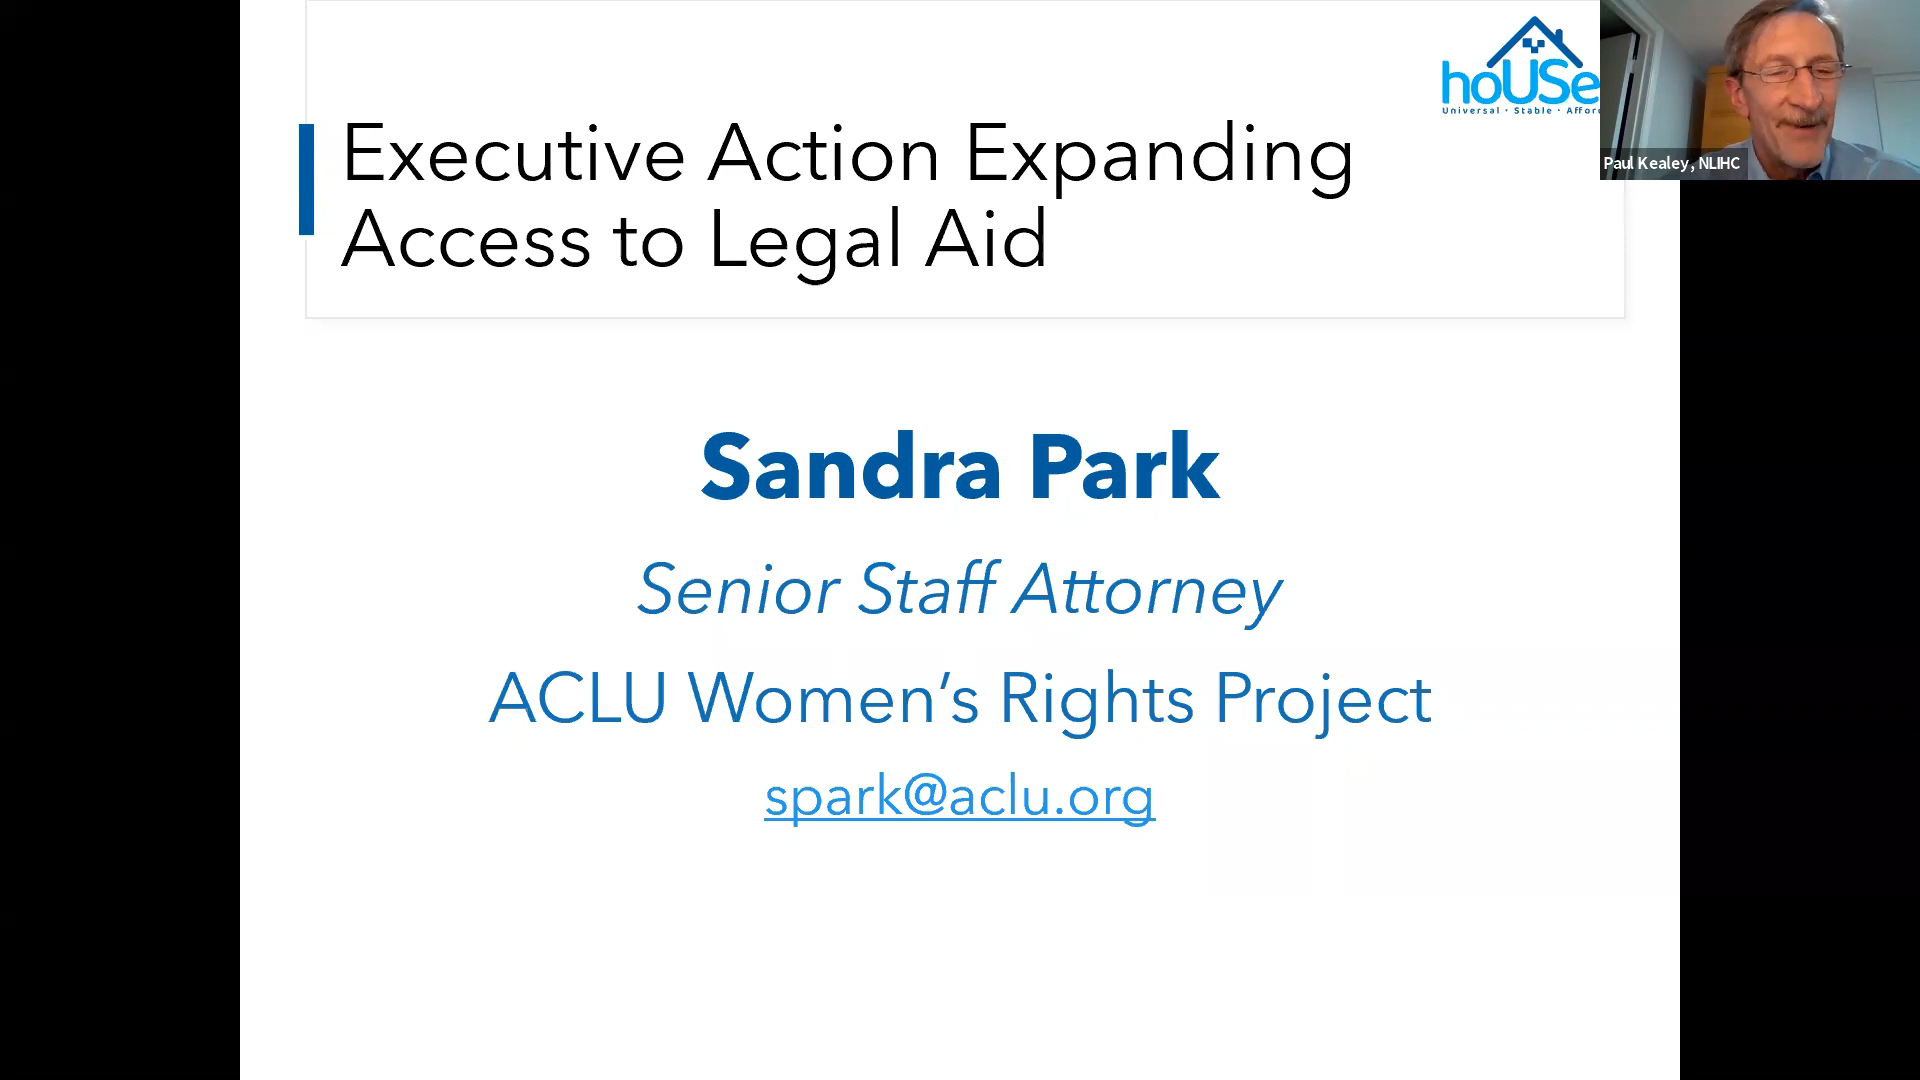 hoUSe
Universal · Stable ·
Paul Kealey, NLIHC
Executive Action Expanding
Access to Legal Aid
Sandra Park
Senior Staff Attorney
ACLU Women’s Rights Project
spark@aclu.org